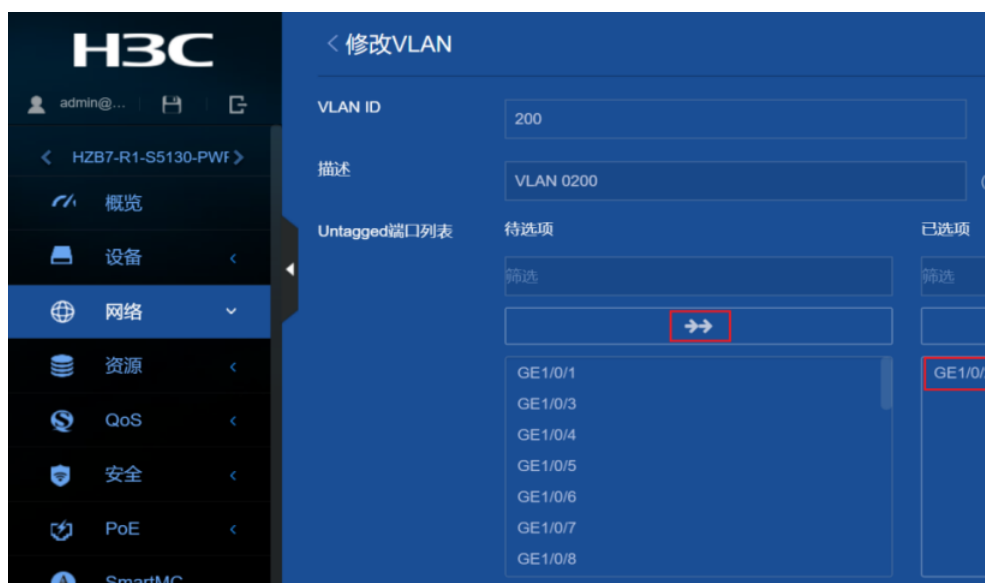 H3C
admin@...
HZB7-R1-S5130-PWR
概览
设备
网络
资源
QoS
安全
PoE
SmartMC
修改VLAN
VLAN ID
200
描述
VLAN 0200
Untagged端口列表
待选项
已选项
筛选
筛选
GE1/0/1
GE1/0/3
GE1/0/4
GE1/0/5
GE1/0/6
GE1/0/7
GE1/0/8
GE1/0/